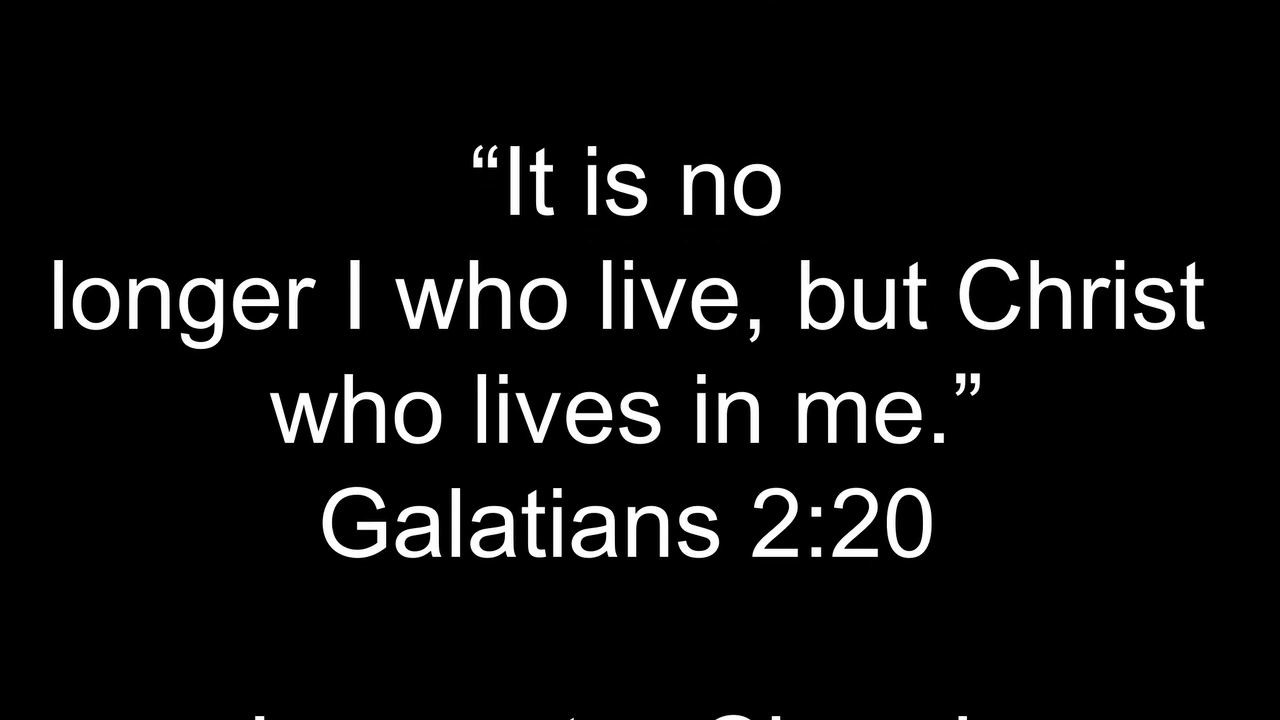 “It is no
longer I who live, but Christ
who lives in me.”
Galatians 2:20